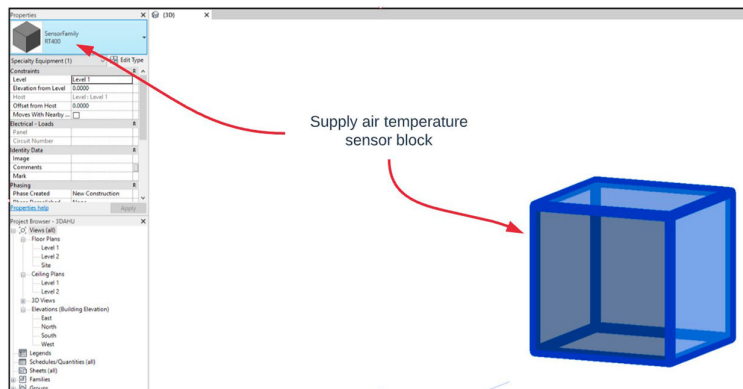 Properties
{3D}
SensorFamily
RT400
Specialty Equipment (1)
Edit Type
Constraints
Level
Level 1
Elevation from Level
0.0000
Host
Level : Level 1
Offset from Host
0.0000
Moves With Nearby ...
Electrical - Loads
Panel
Circuit Number
Identity Data
Image
Comments
Mark
Phasing
Phase Created
New Construction
Phase Demolished
None
Properties help
Apply
Project Browser - 3DAHU
Views (all)
Floor Plans
Level 1
Level 2
Site
Ceiling Plans
Level 1
Level 2
3D Views
Elevations (Building Elevation)
East
North
South
West
Legends
Schedules/Quantities (all)
Sheets (all)
Families
Groups
Supply air temperature
sensor block